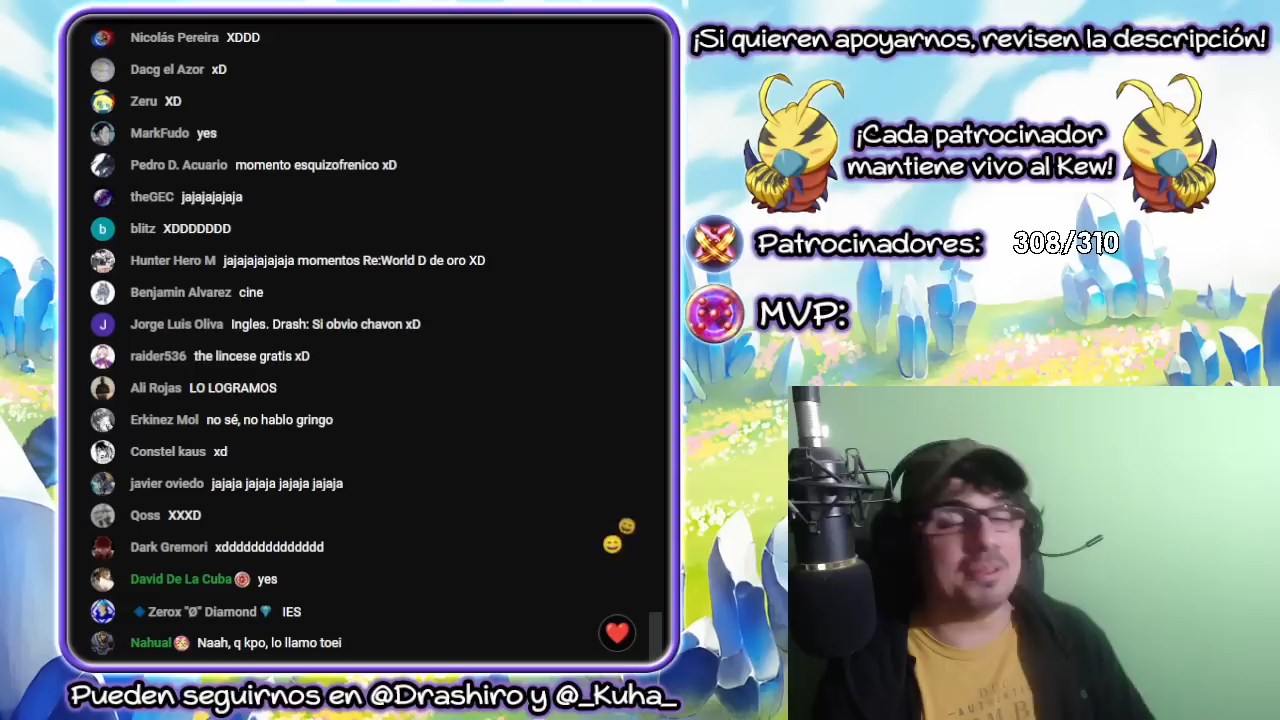 Nicolás Pereira XDDD
Dacg el Azor xD
Zeru XD
MarkFudo yes
Pedro D. Acuario momento esquizofrenico xD
theGEC jajajajajaja
b blitz XDDDDDDD
Hunter Hero M jajajajajajaja momentos Re:World D de oro XD
Benjamin Alvarez cine
J Jorge Luis Oliva Ingles. Drash: Si obvio chavon xD
raider536 the lincese gratis xD
Ali Rojas LO LOGRAMOS
Erkinez Mol no sé, no hablo gringo
Constel kaus xd
javier oviedo jajaja jajaja jajaja jajaja
Qoss XXXD
Dark Gremori xdddddddddddddd
David De La Cuba yes
Zerox "Ø" Diamond IES
Nahual Naah, q kpo, lo llamo toei
Pueden seguirnos en @Drashiro y @_Kuha_
¡Si quieren apoyarnos, revisen la descripción!
¡Cada patrocinador
mantiene vivo al Kew!
Patrocinadores: 308/310
MVP: